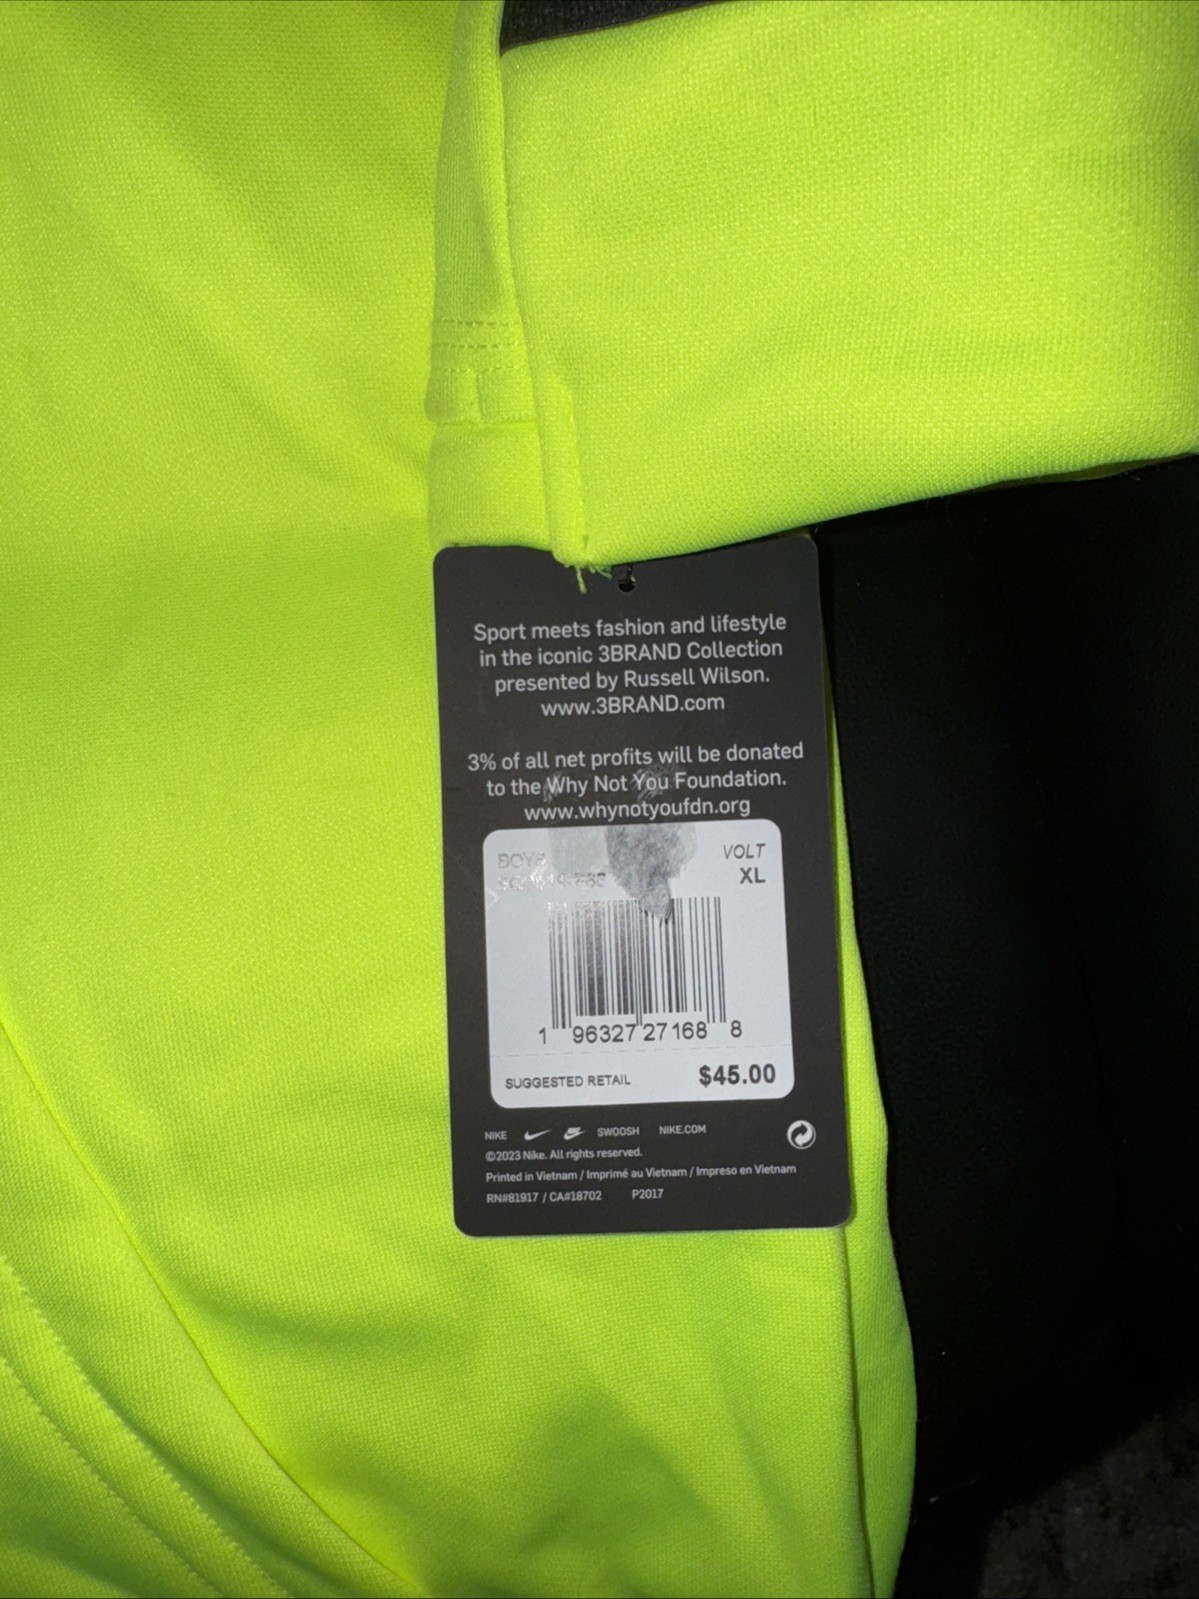 Sport meets fashion and lifestyle
in the iconic 3BRAND Collection
presented by Russell Wilson.
www.3BRAND.com
3% of all net profits will be donated
to the Why Not You Foundation.
www.whynotyoufdn.org
BOYS VOLT
XL
1 96327 27168 8
SUGGESTED RETAIL $45.00
NIKE SWOOSH NIKE.COM
©2023 Nike. All rights reserved.
Printed in Vietnam / Imprimé au Vietnam / Impreso en Vietnam
RN#81917 / CA#18702 P2017